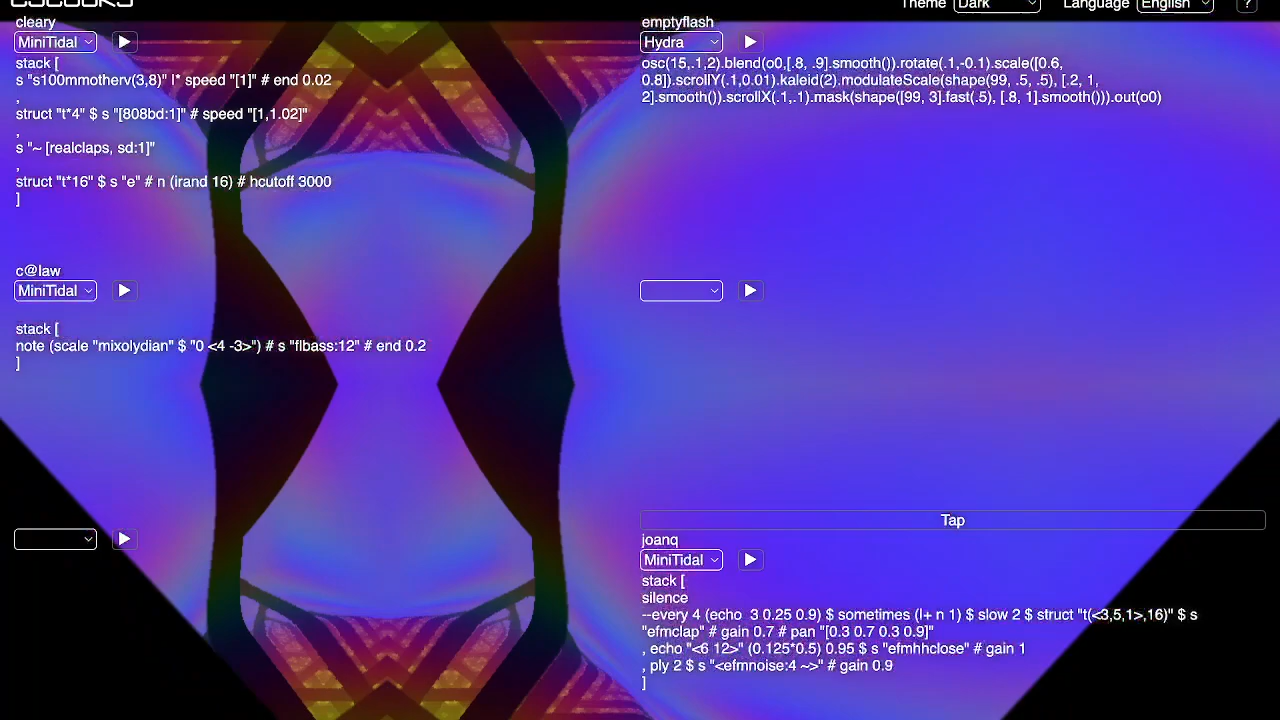 Theme Dark Language English ?
cleary
MiniTidal
stack [
s "s100mmotherv(3,8)" |* speed "[1]" # end 0.02
,
struct "t*4" $ s "[808bd:1]" # speed "[1,1.02]"
,
s "~ [realclaps, sd:1]"
,
struct "t*16" $ s "e" # n (irand 16) # hcutoff 3000
]
emptyflash
Hydra
osc(15,.1,2).blend(o0,[.8, .9].smooth()).rotate(.1,-0.1).scale([0.6,
0.8]).scrollY(.1,0.01).kaleid(2).modulateScale(shape(99, .5, .5), [.2, 1,
2].smooth()).scrollX(.1,.1).mask(shape([99, 3].fast(.5), [.8, 1].smooth())).out(o0)
c@law
MiniTidal
stack [
note (scale "mixolydian" $ "0 <4 -3>") # s "flbass:12" # end 0.2
]
Tap
joanq
MiniTidal
stack [
silence
--every 4 (echo  3 0.25 0.9) $ sometimes (|+ n 1) $ slow 2 $ struct "t(<3,5,1>,16)" $ s
"efmclap" # gain 0.7 # pan "[0.3 0.7 0.3 0.9]"
, echo "<6 12>" (0.125*0.5) 0.95 $ s "efmhhclose" # gain 1
, ply 2 $ s "<efmnoise:4 ~>" # gain 0.9
]